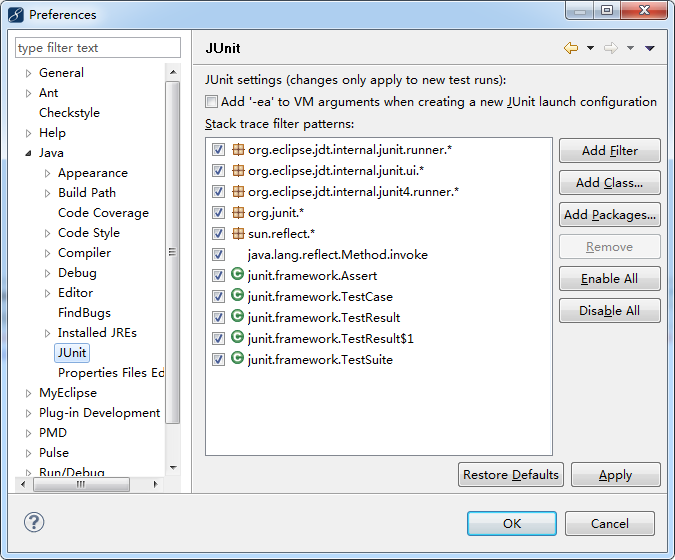 Preferences
type filter text
General
Ant
Checkstyle
Help
Java
Appearance
Build Path
Code Coverage
Code Style
Compiler
Debug
Editor
FindBugs
Installed JREs
JUnit
Properties Files Ed
MyEclipse
Plug-in Development
PMD
Pulse
Run/Debug
JUnit
JUnit settings (changes only apply to new test runs):
Add '-ea' to VM arguments when creating a new JUnit launch configuration
Stack trace filter patterns:
org.eclipse.jdt.internal.junit.runner.*
org.eclipse.jdt.internal.junit.ui.*
org.eclipse.jdt.internal.junit4.runner.*
org.junit.*
sun.reflect.*
java.lang.reflect.Method.invoke
junit.framework.Assert
junit.framework.TestCase
junit.framework.TestResult
junit.framework.TestResult$1
junit.framework.TestSuite
Add Filter
Add Class...
Add Packages...
Remove
Enable All
Disable All
Restore Defaults
Apply
OK
Cancel